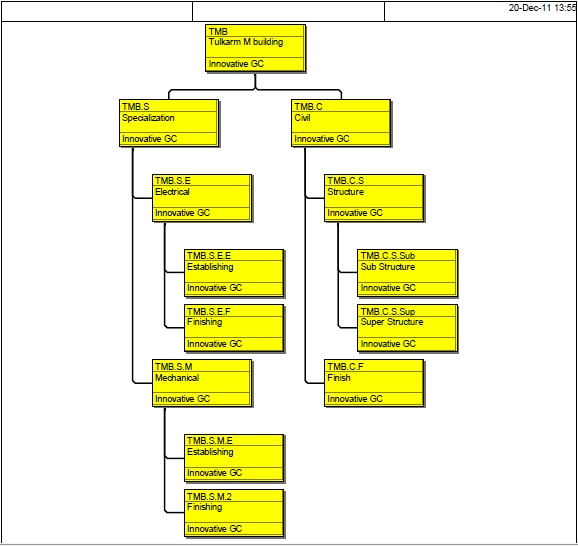 20-Dec-11 13:55
TMB
Tulkarm M building
Innovative GC
TMB.S
Specialization
Innovative GC
TMB.C
Civil
Innovative GC
TMB.S.E
Electrical
Innovative GC
TMB.C.S
Structure
Innovative GC
TMB.S.E.E
Establishing
Innovative GC
TMB.C.S.Sub
Sub Structure
Innovative GC
TMB.S.E.F
Finishing
Innovative GC
TMB.C.S.Sup
Super Structure
Innovative GC
TMB.S.M
Mechanical
Innovative GC
TMB.C.F
Finish
Innovative GC
TMB.S.M.E
Establishing
Innovative GC
TMB.S.M.2
Finishing
Innovative GC